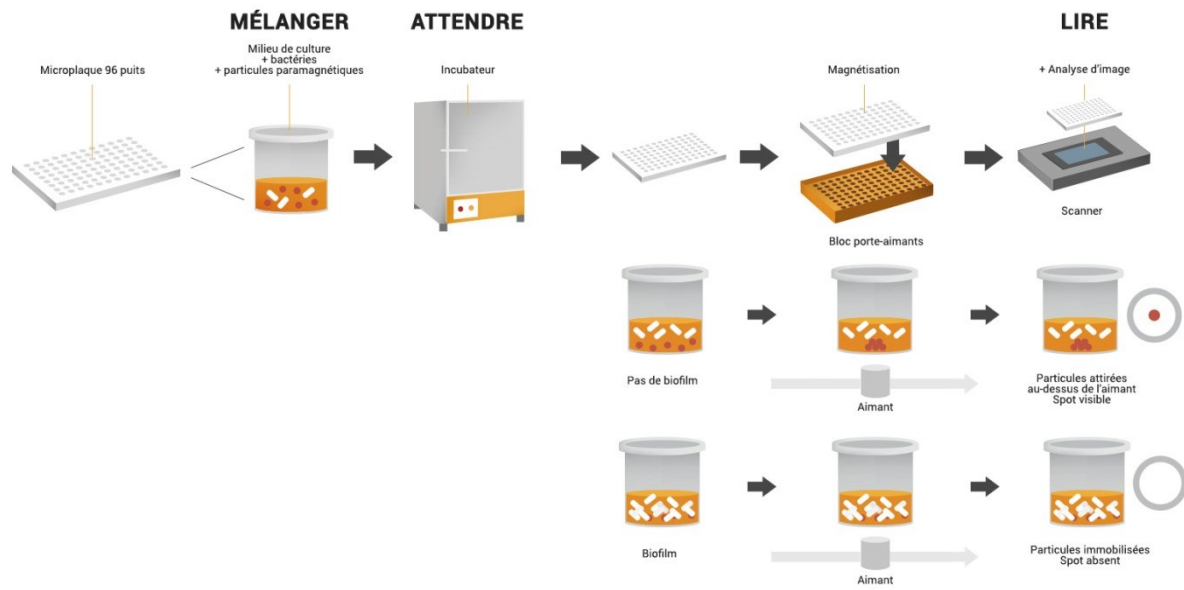 MÉLANGER
ATTENDRE
LIRE
Microplaque 96 puits
Milieu de culture
+ bactéries
+ particules paramagnétiques
Incubateur
Magnétisation
+ Analyse d'image
Bloc porte-aimants
Scanner
Pas de biofilm
Aimant
Particules attirées
au-dessus de l'aimant
Spot visible
Biofilm
Aimant
Particules immobilisées
Spot absent